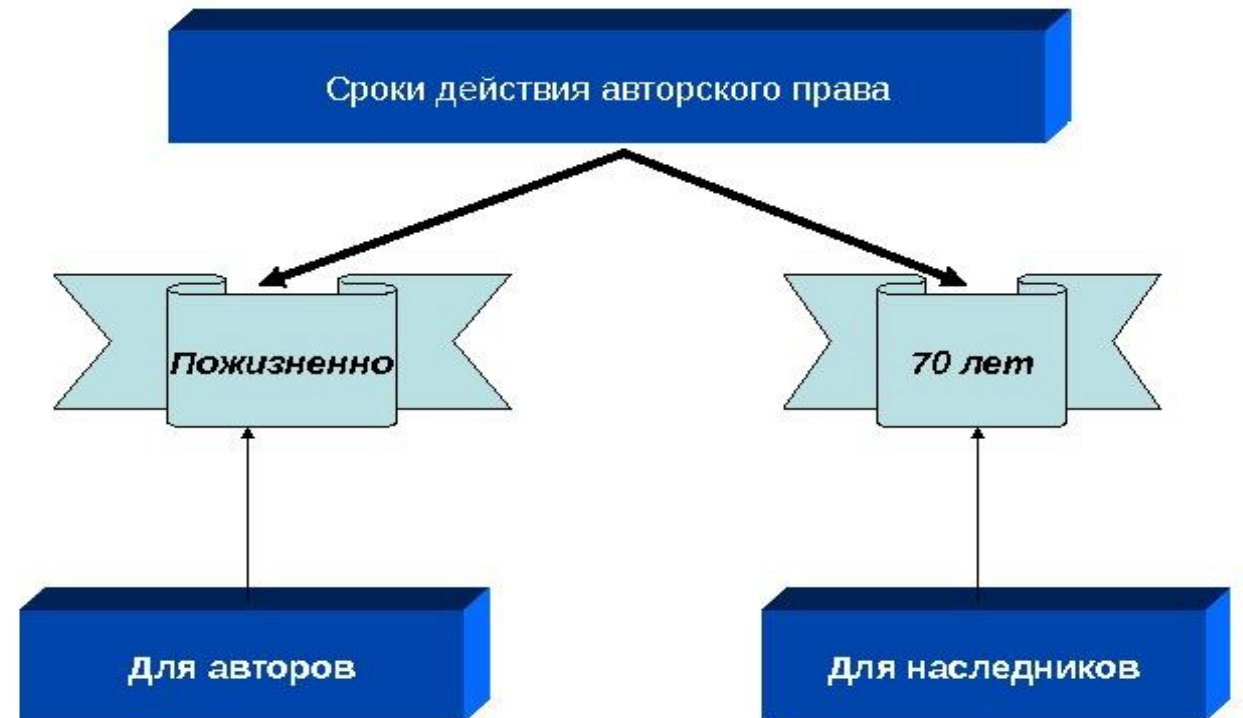 Сроки действия авторского права
Пожизненно
70 лет
Для авторов
Для наследников